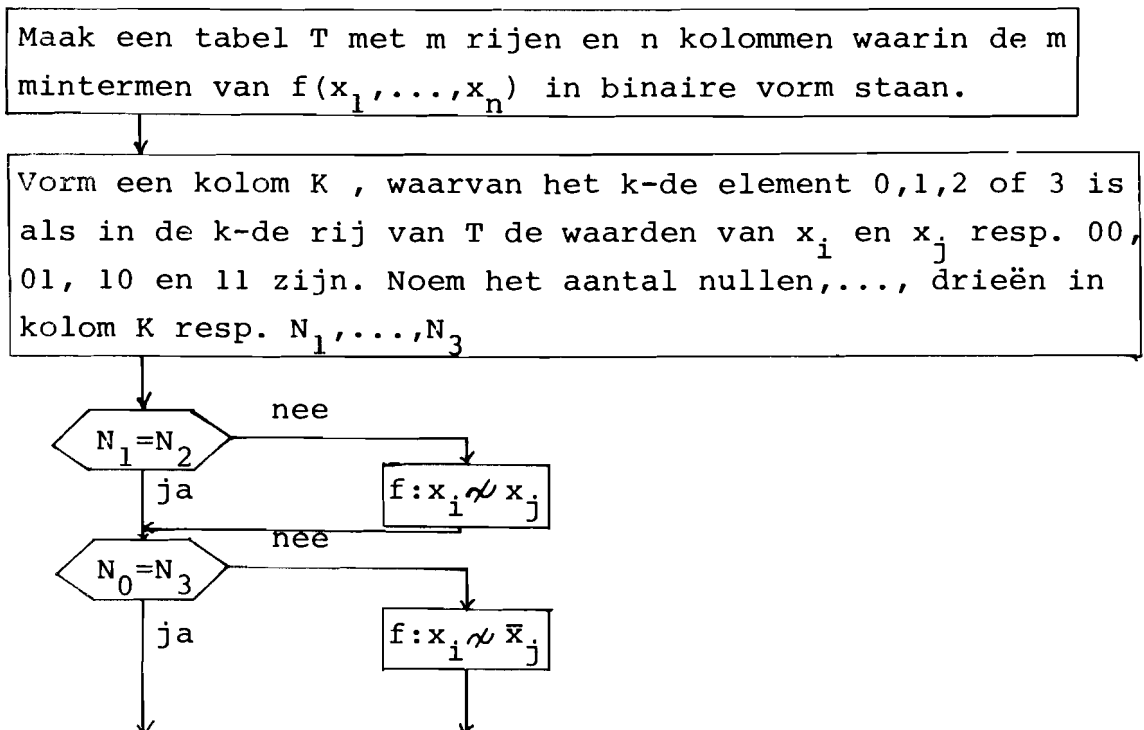 Maak een tabel T met m rijen en n kolommen waarin de m
mintermen van f(x₁,...,xₙ) in binaire vorm staan.
Vorm een kolom K , waarvan het k-de element 0,1,2 of 3 is
als in de k-de rij van T de waarden van xᵢ en xⱼ resp. 00,
01, 10 en 11 zijn. Noem het aantal nullen,..., drieën in
kolom K resp. N₁,...,N₃
nee
N₁=N₂
ja
f:xᵢ≁xⱼ
nee
N₀=N₃
ja
f:xᵢ≁x̄ⱼ